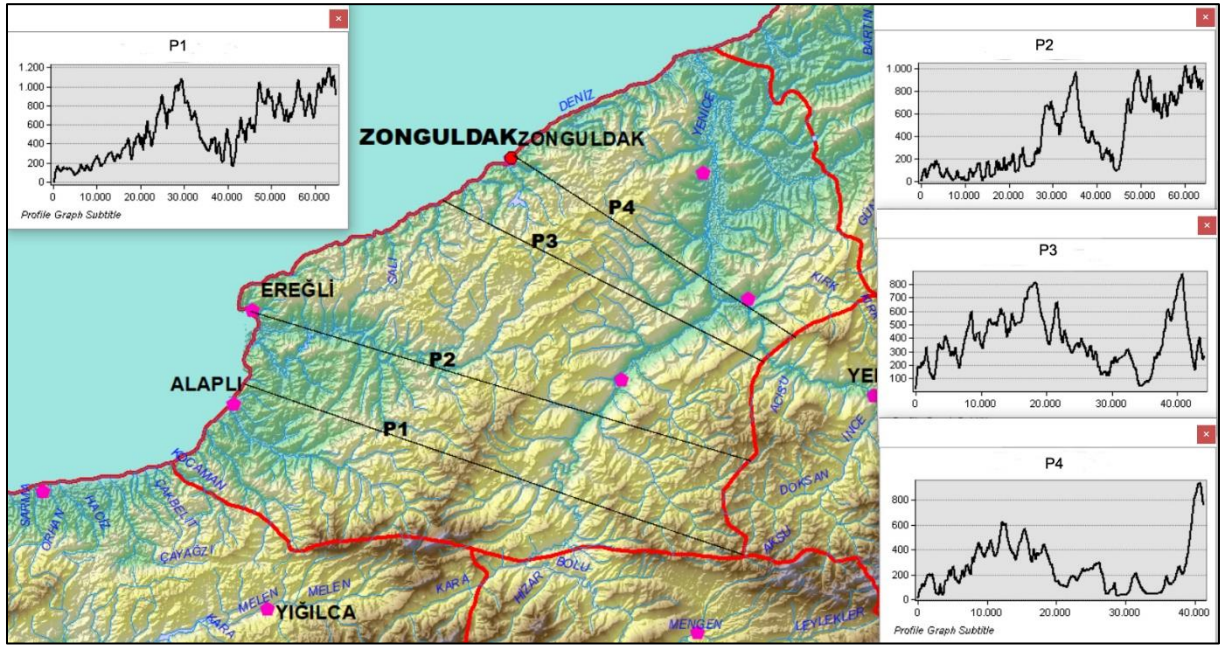 P1
1.200
1.000
800
600
400
200
0
0 10.000 20.000 30.000 40.000 50.000 60.000
Profile Graph Subtitle
P2
1.000
800
600
400
200
0
0 10.000 20.000 30.000 40.000 50.000 60.000
P3
800
700
600
500
400
300
200
100
0 10.000 20.000 30.000 40.000
P4
800
600
400
200
0
0 10.000 20.000 30.000 40.000
Profile Graph Subtitle
BARTIN
DENİZ
YENİCE
ZONGULDAK ZONGULDAK
P4
P3
SALI
KIRK
KIRK
EREĞLİ
P2
ALAPLI
P1
ACISU
YE
İNCE
KOCAMAN
ÇAKBELİT
HACIZ
ORHAN
SARMA
DOKSAN
ÇAYAĞZI
AKSU
BOLU
HIZAR
KARA
MELEN
MELEN
KARA
YIĞILCA
MENGEN
LEYLEKLER